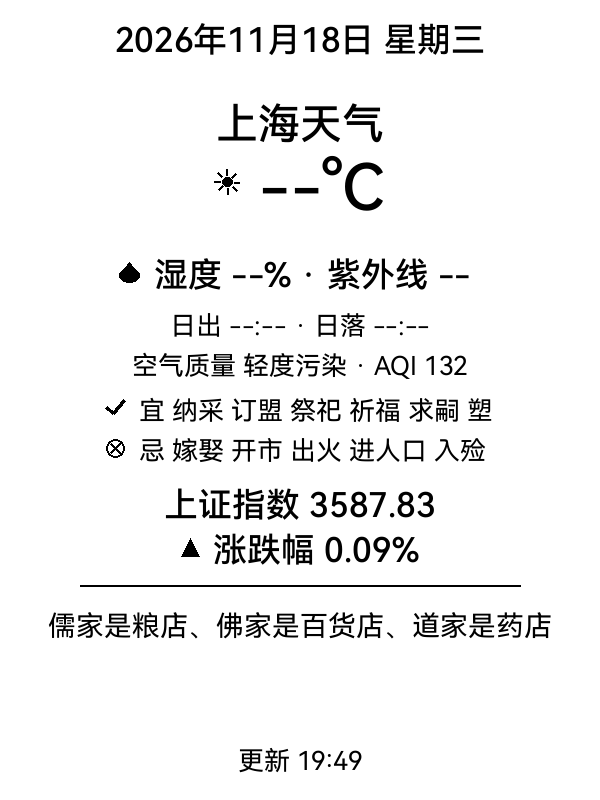 2026年11月18日 星期三
上海天气
--°C
湿度 --% · 紫外线 --
日出 --:-- · 日落 --:--
空气质量 轻度污染 · AQI 132
宜 纳采 订盟 祭祀 祈福 求嗣 塑
忌 嫁娶 开市 出火 进人口 入殓
上证指数 3587.83
▲ 涨跌幅 0.09%
儒家是粮店、佛家是百货店、道家是药店
更新 19:49